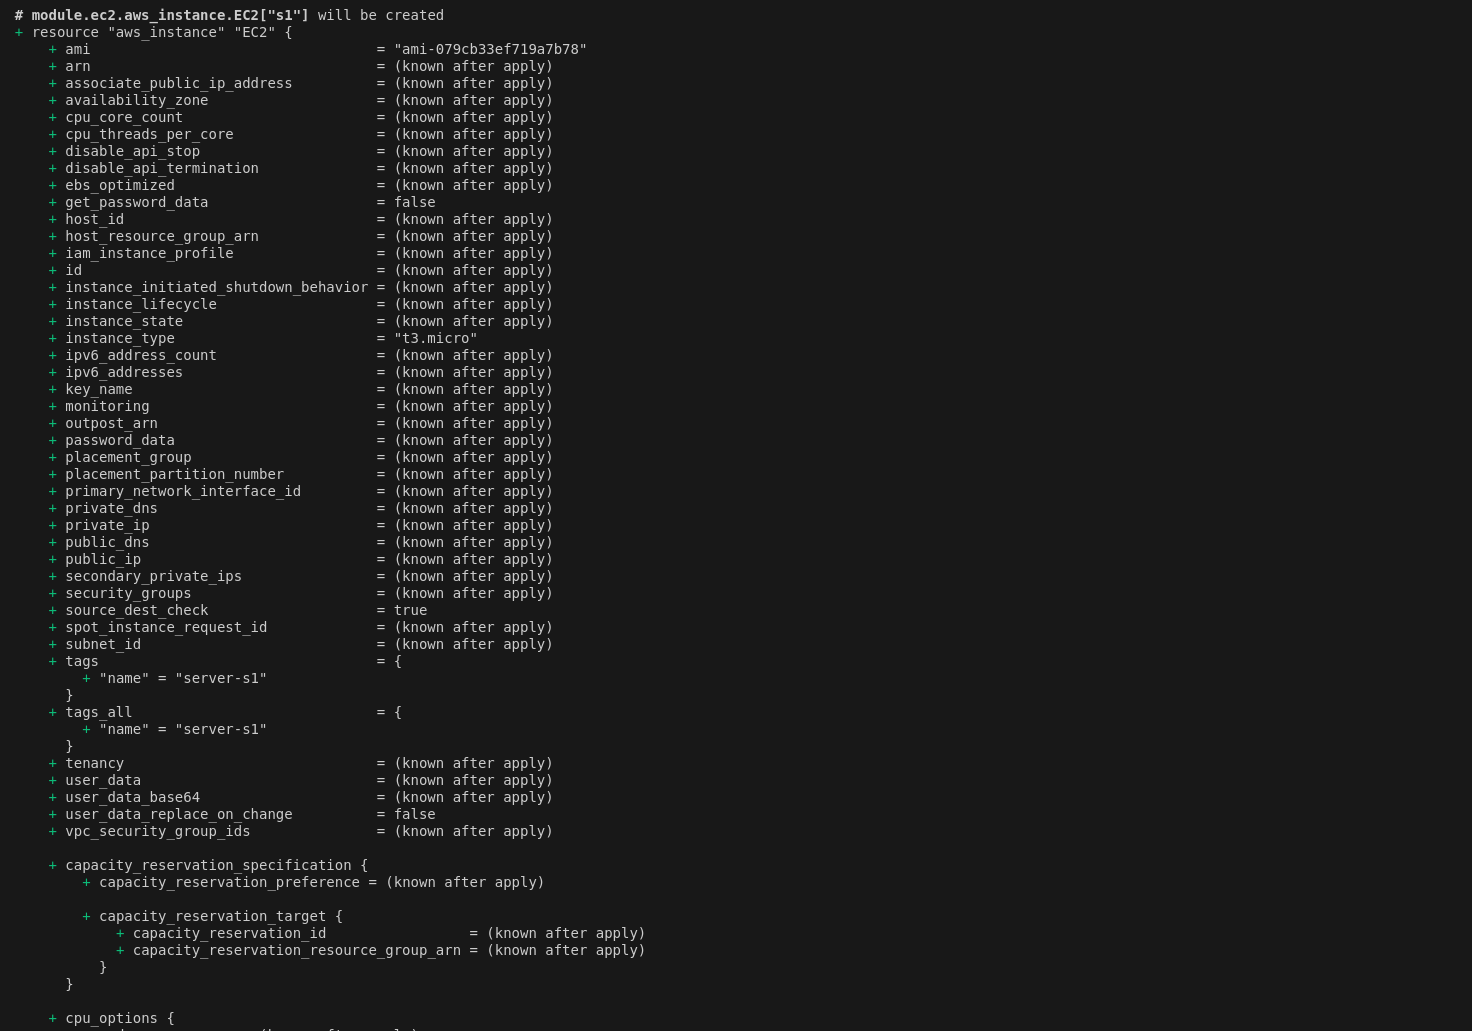 # module.ec2.aws_instance.EC2["s1"] will be created
+ resource "aws_instance" "EC2" {
+ ami = "ami-079cb33ef719a7b78"
+ arn = (known after apply)
+ associate_public_ip_address = (known after apply)
+ availability_zone = (known after apply)
+ cpu_core_count = (known after apply)
+ cpu_threads_per_core = (known after apply)
+ disable_api_stop = (known after apply)
+ disable_api_termination = (known after apply)
+ ebs_optimized = (known after apply)
+ get_password_data = false
+ host_id = (known after apply)
+ host_resource_group_arn = (known after apply)
+ iam_instance_profile = (known after apply)
+ id = (known after apply)
+ instance_initiated_shutdown_behavior = (known after apply)
+ instance_lifecycle = (known after apply)
+ instance_state = (known after apply)
+ instance_type = "t3.micro"
+ ipv6_address_count = (known after apply)
+ ipv6_addresses = (known after apply)
+ key_name = (known after apply)
+ monitoring = (known after apply)
+ outpost_arn = (known after apply)
+ password_data = (known after apply)
+ placement_group = (known after apply)
+ placement_partition_number = (known after apply)
+ primary_network_interface_id = (known after apply)
+ private_dns = (known after apply)
+ private_ip = (known after apply)
+ public_dns = (known after apply)
+ public_ip = (known after apply)
+ secondary_private_ips = (known after apply)
+ security_groups = (known after apply)
+ source_dest_check = true
+ spot_instance_request_id = (known after apply)
+ subnet_id = (known after apply)
+ tags = {
+ "name" = "server-s1"
}
+ tags_all = {
+ "name" = "server-s1"
}
+ tenancy = (known after apply)
+ user_data = (known after apply)
+ user_data_base64 = (known after apply)
+ user_data_replace_on_change = false
+ vpc_security_group_ids = (known after apply)
+ capacity_reservation_specification {
+ capacity_reservation_preference = (known after apply)
+ capacity_reservation_target {
+ capacity_reservation_id = (known after apply)
+ capacity_reservation_resource_group_arn = (known after apply)
}
}
+ cpu_options {